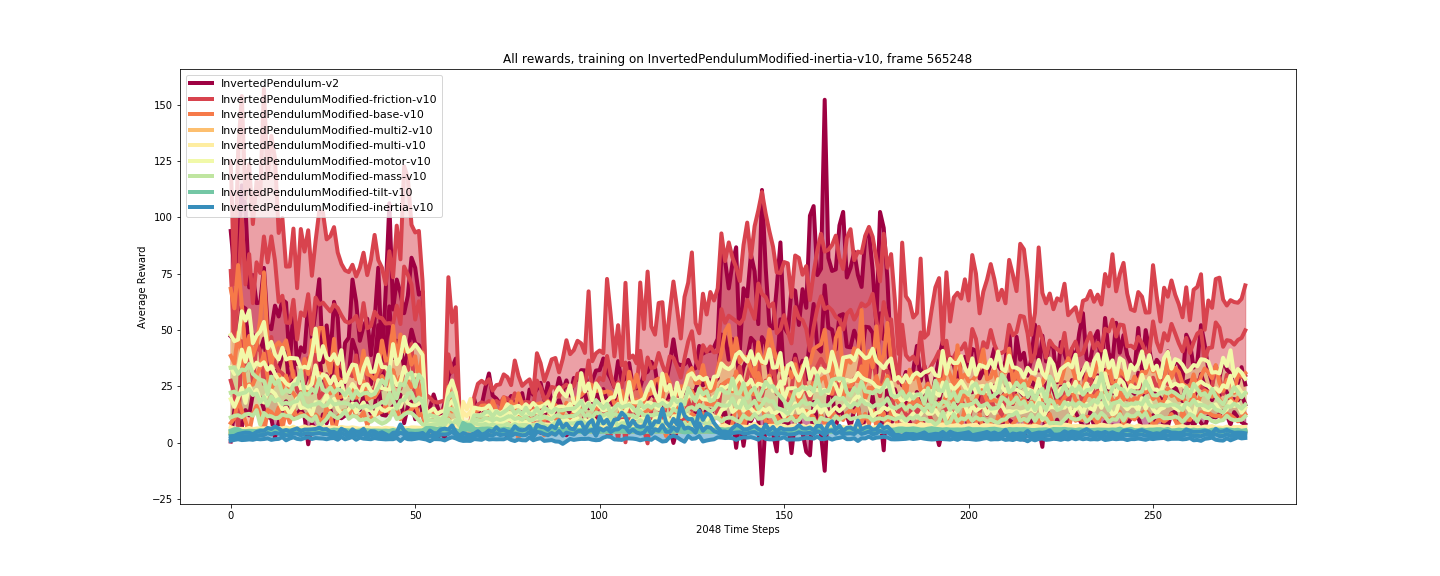 All rewards, training on InvertedPendulumModified-inertia-v10, frame 565248
InvertedPendulum-v2
InvertedPendulumModified-friction-v10
InvertedPendulumModified-base-v10
InvertedPendulumModified-multi2-v10
InvertedPendulumModified-multi-v10
InvertedPendulumModified-motor-v10
InvertedPendulumModified-mass-v10
InvertedPendulumModified-tilt-v10
InvertedPendulumModified-inertia-v10
Average Reward
150
125
100
75
50
25
0
−25
0 50 100 150 200 250
2048 Time Steps